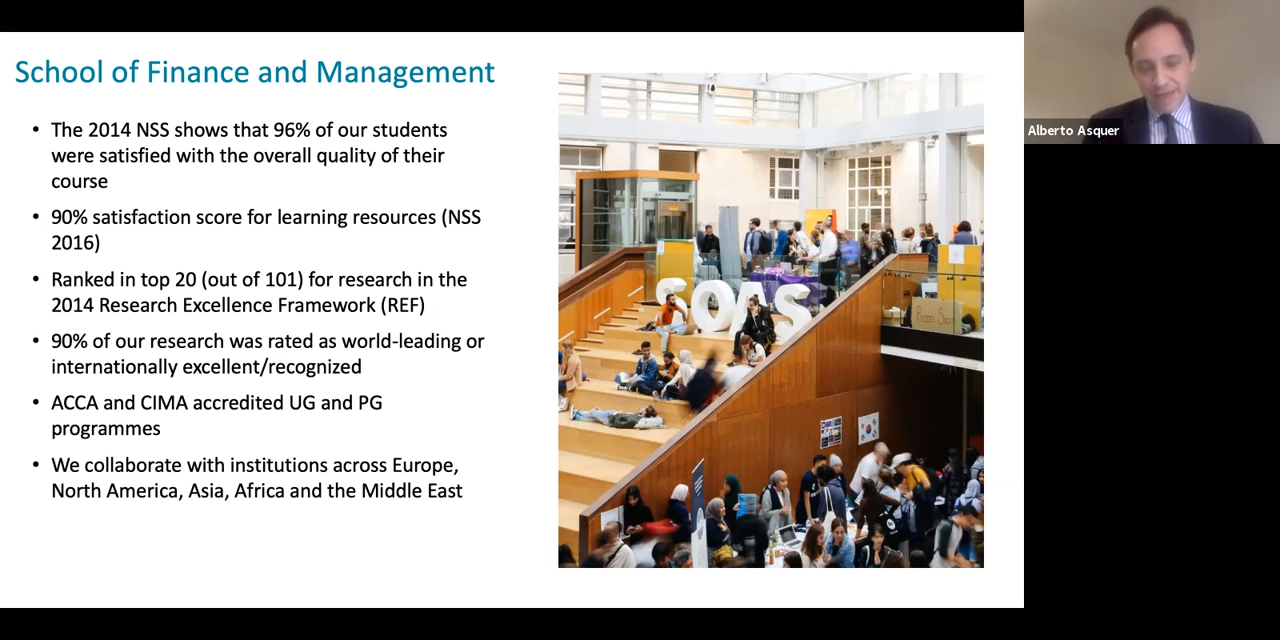 School of Finance and Management
• The 2014 NSS shows that 96% of our students
were satisfied with the overall quality of their
course
• 90% satisfaction score for learning resources (NSS
2016)
• Ranked in top 20 (out of 101) for research in the
2014 Research Excellence Framework (REF)
• 90% of our research was rated as world-leading or
internationally excellent/recognized
• ACCA and CIMA accredited UG and PG
programmes
• We collaborate with institutions across Europe,
North America, Asia, Africa and the Middle East
SOAS
Alberto Asquer